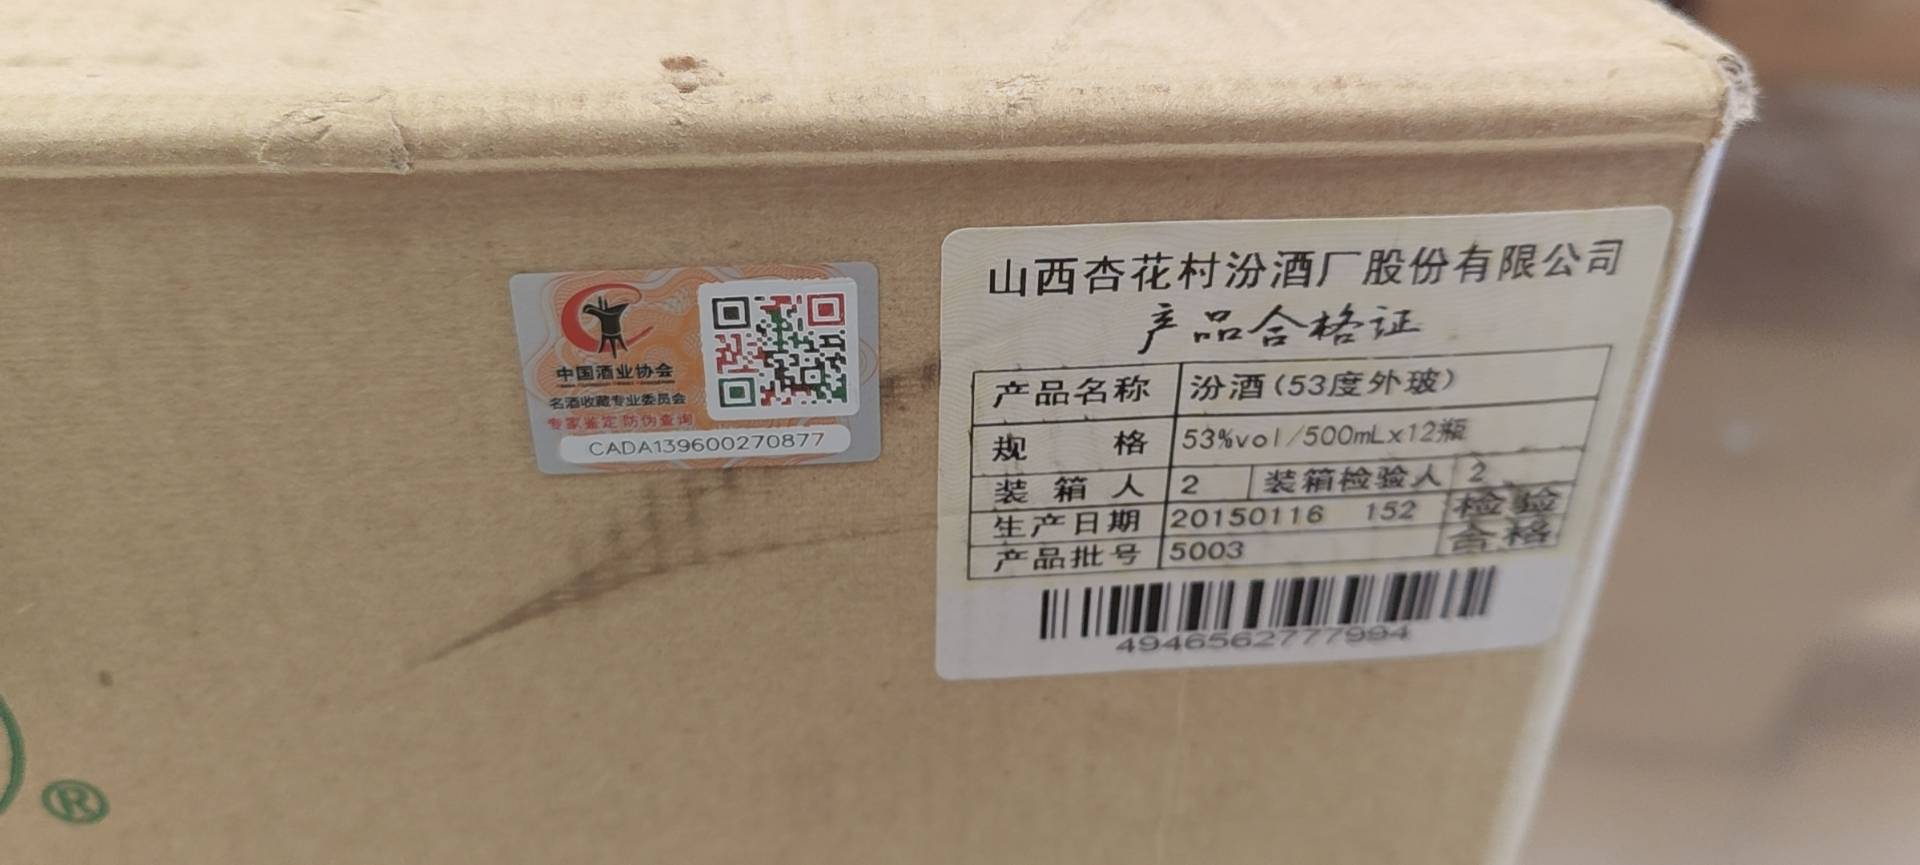 中国酒业协会
名酒收藏专业委员会
专家鉴定 防伪查询
CADA139600270877
山西杏花村汾酒厂股份有限公司
产品合格证
产品名称 汾酒(53度外玻)
规 格 53%vol/500mLx12瓶
装箱人 2 装箱检验人 2
生产日期 20150116 152 检验
产品批号 5003 合格
4946562777994
®